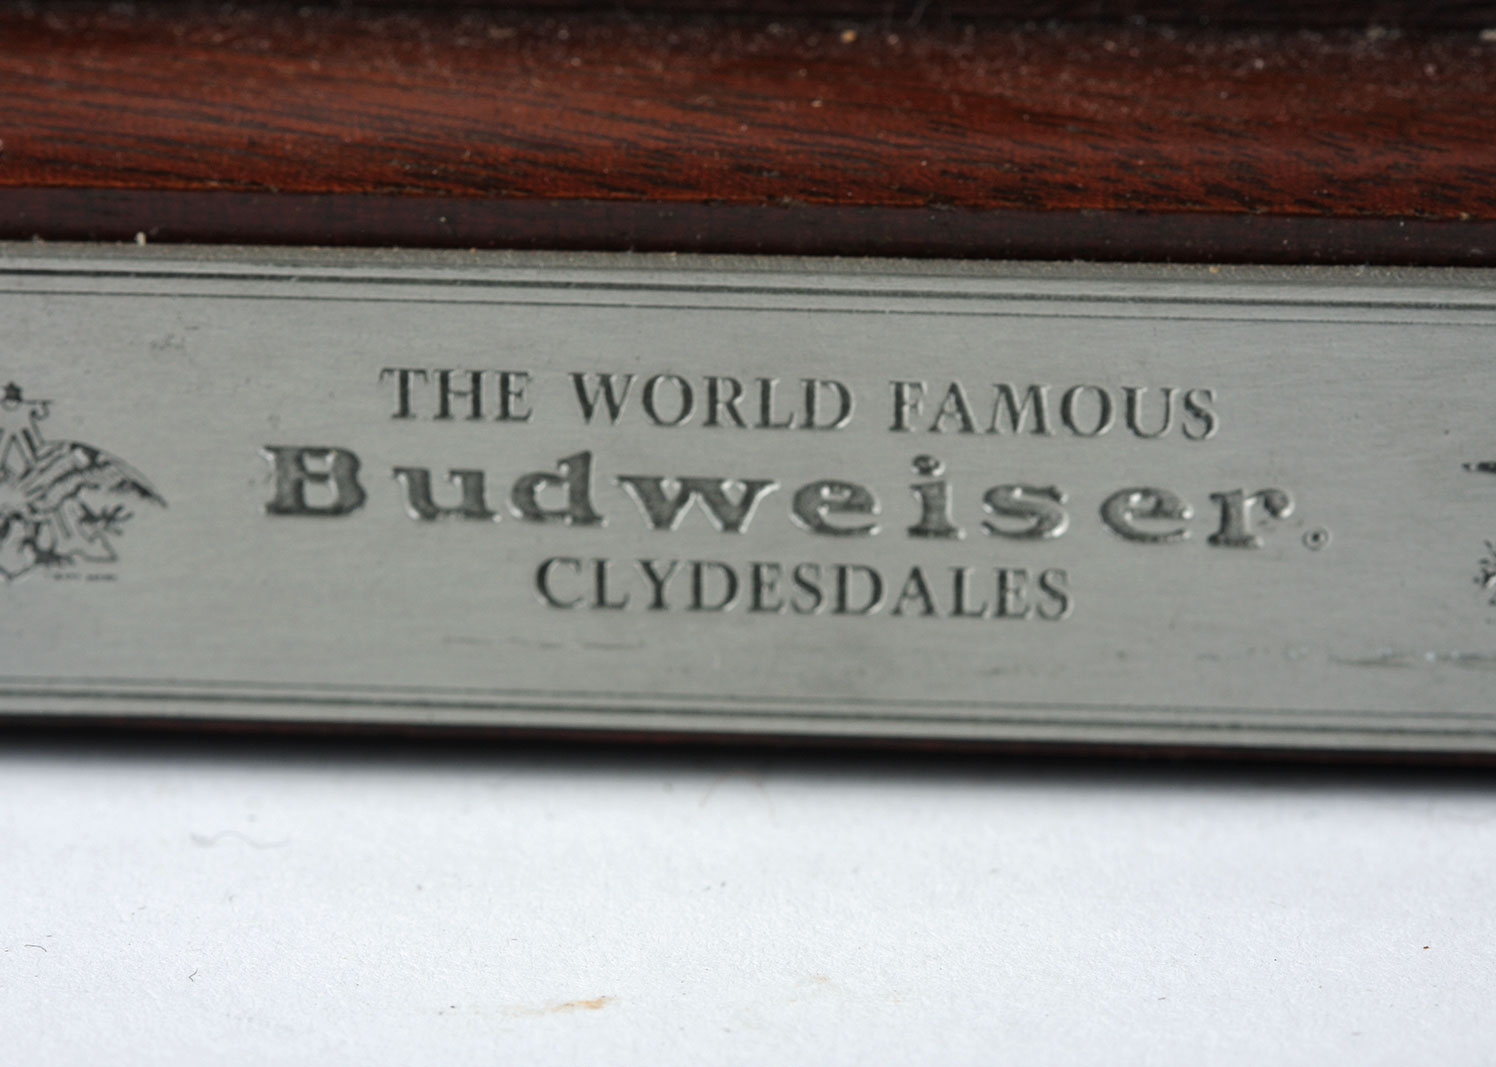 THE WORLD FAMOUS
Budweiser®
CLYDESDALES